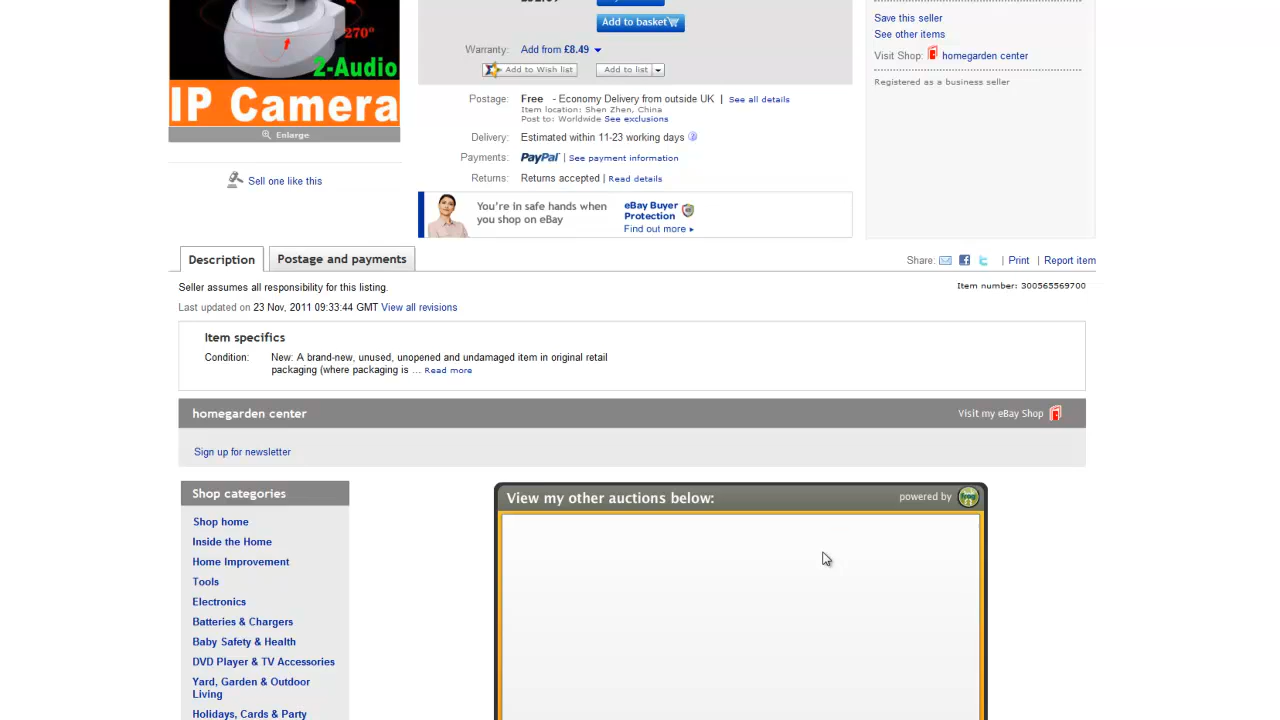 270°
2-Audio
IP Camera
Enlarge
Sell one like this
Add to basket
Warranty: Add from £8.49
Add to Wish list Add to list
Postage: Free - Economy Delivery from outside UK | See all details
Item location: Shen Zhen, China
Post to: Worldwide See exclusions
Delivery: Estimated within 11-23 working days
Payments: PayPal | See payment information
Returns: Returns accepted | Read details
You're in safe hands when
you shop on eBay
eBay Buyer
Protection
Find out more
Save this seller
See other items
Visit Shop: homegarden center
Registered as a business seller
Description Postage and payments
Share: | Print | Report item
Seller assumes all responsibility for this listing.
Item number: 300565569700
Last updated on 23 Nov, 2011 09:33:44 GMT View all revisions
Item specifics
Condition: New: A brand-new, unused, unopened and undamaged item in original retail
packaging (where packaging is ... Read more
homegarden center
Visit my eBay Shop
Sign up for newsletter
Shop categories
Shop home
Inside the Home
Home Improvement
Tools
Electronics
Batteries & Chargers
Baby Safety & Health
DVD Player & TV Accessories
Yard, Garden & Outdoor
Living
Holidays, Cards & Party
View my other auctions below:
powered by